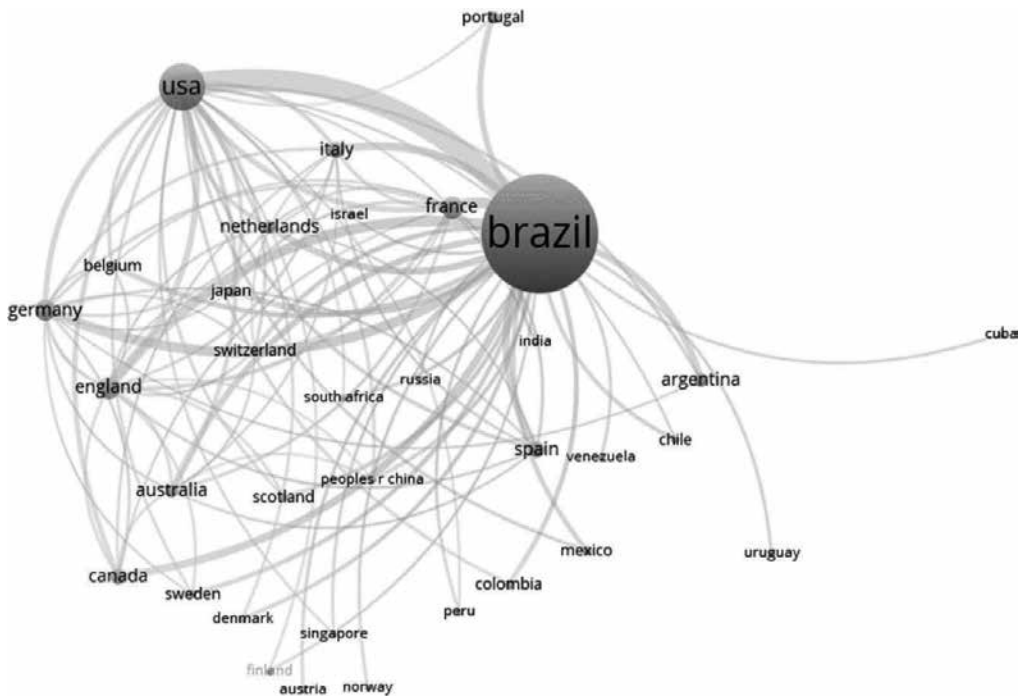 portugal
usa
italy
israel
france
netherlands
brazil
belgium
japan
germany
cuba
india
switzerland
russia
argentina
england
south africa
chile
spain
venezuela
peoples r china
australia
scotland
mexico
uruguay
canada
colombia
sweden
peru
denmark
singapore
finland
austria
norway